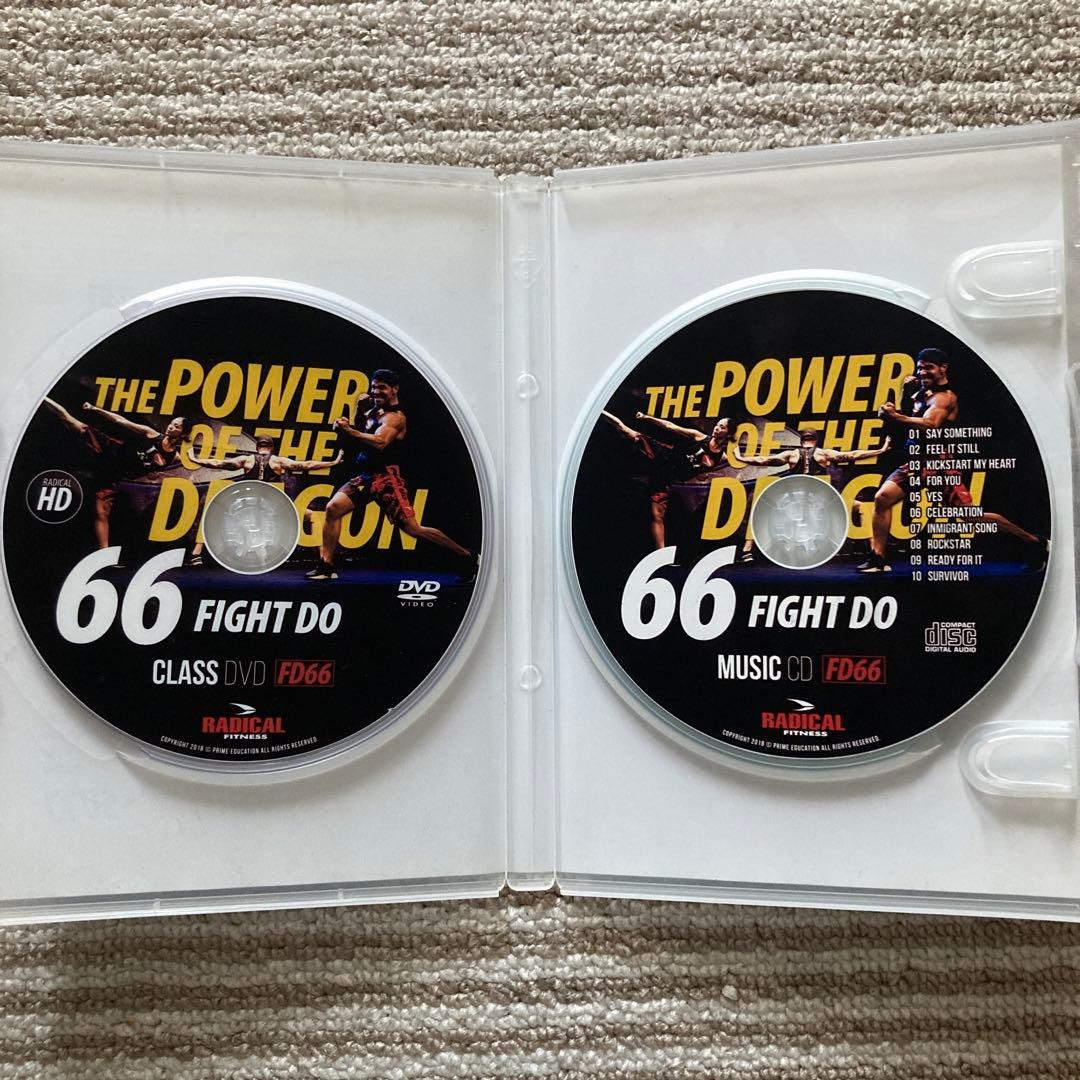 THE POWER
OF THE
DRAGON
RADICAL
HD
66 FIGHT DO
DVD
VIDEO
CLASS DVD FD66
RADICAL
FITNESS
COPYRIGHT 2018 © PRIME EDUCATION ALL RIGHTS RESERVED.
THE POWER
OF THE
DRAGON
01 SAY SOMETHING
02 FEEL IT STILL
03 KICKSTART MY HEART
04 FOR YOU
05 YES
06 CELEBRATION
07 INMIGRANT SONG
08 ROCKSTAR
09 READY FOR IT
10 SURVIVOR
66 FIGHT DO
COMPACT
disc
DIGITAL AUDIO
MUSIC CD FD66
RADICAL
FITNESS
COPYRIGHT 2018 © PRIME EDUCATION ALL RIGHTS RESERVED.